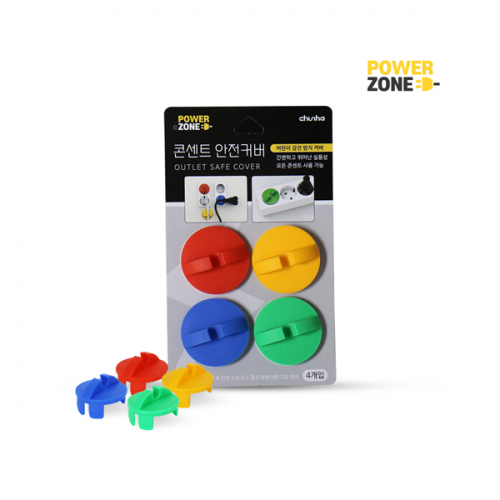 POWER
ZONE
POWER
ZONE
chunha
콘센트 안전커버
OUTLET SAFE COVER
어린이 감전 방지 커버
간편하고 뛰어난 실용성
모든 콘센트 사용 가능
4개입